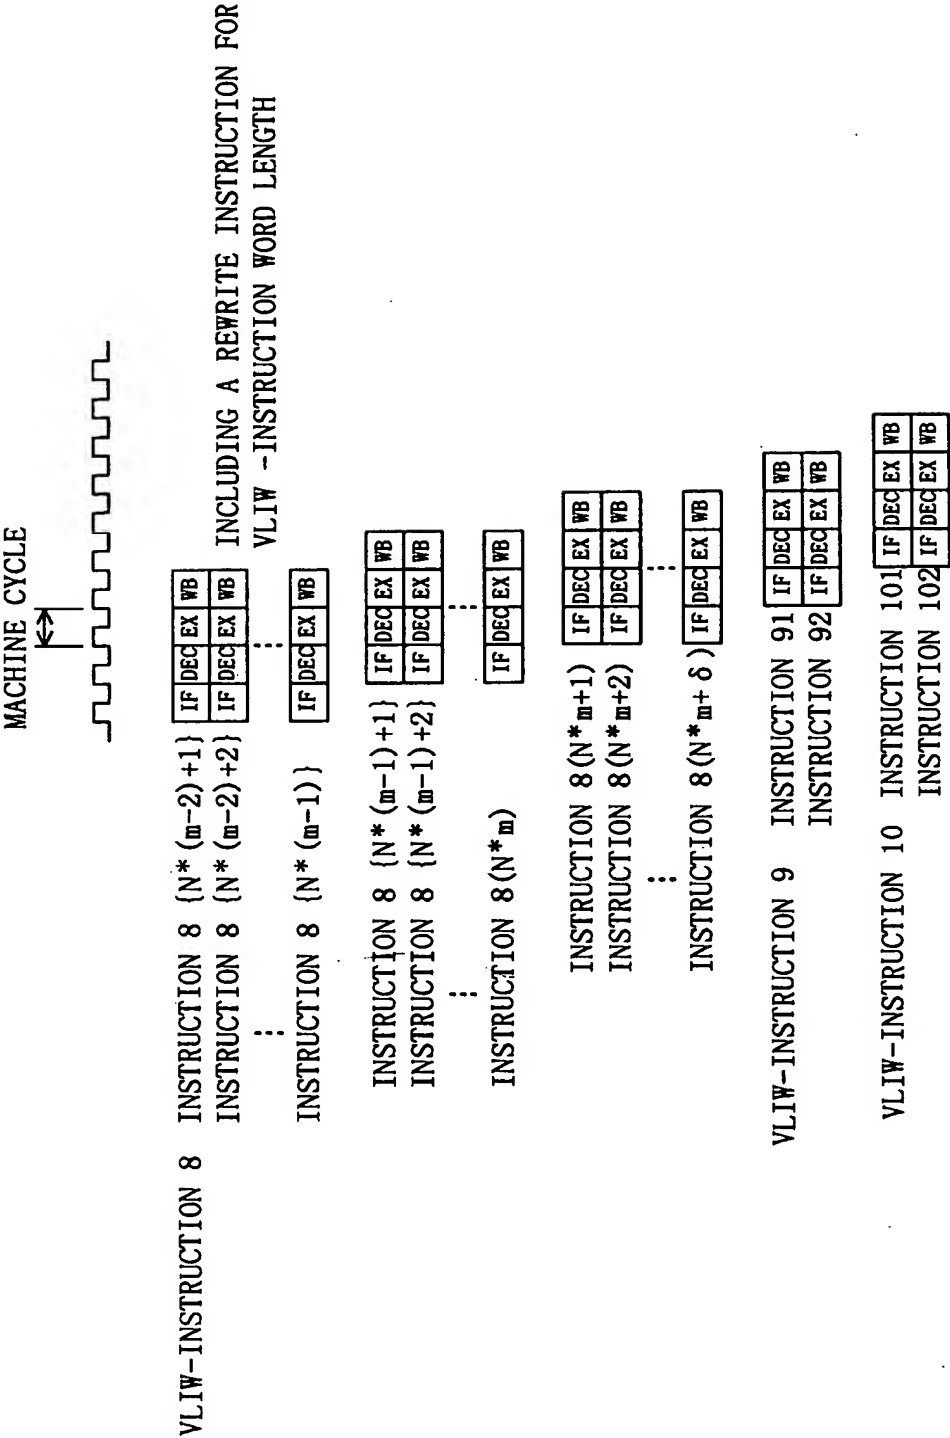 MACHINE CYCLE
VLIW-INSTRUCTION 8 INSTRUCTION 8 {N*(m-2)+1} IF DEC EX WB
INSTRUCTION 8 {N*(m-2)+2} IF DEC EX WB
INCLUDING A REWRITE INSTRUCTION FOR
VLIW -INSTRUCTION WORD LENGTH
INSTRUCTION 8 {N*(m-1)} IF DEC EX WB
INSTRUCTION 8 {N*(m-1)+1} IF DEC EX WB
INSTRUCTION 8 {N*(m-1)+2} IF DEC EX WB
INSTRUCTION 8(N*m) IF DEC EX WB
INSTRUCTION 8(N*m+1) IF DEC EX WB
INSTRUCTION 8(N*m+2) IF DEC EX WB
INSTRUCTION 8(N*m+δ) IF DEC EX WB
VLIW-INSTRUCTION 9 INSTRUCTION 91 IF DEC EX WB
INSTRUCTION 92 IF DEC EX WB
VLIW-INSTRUCTION 10 INSTRUCTION 101 IF DEC EX WB
INSTRUCTION 102 IF DEC EX WB